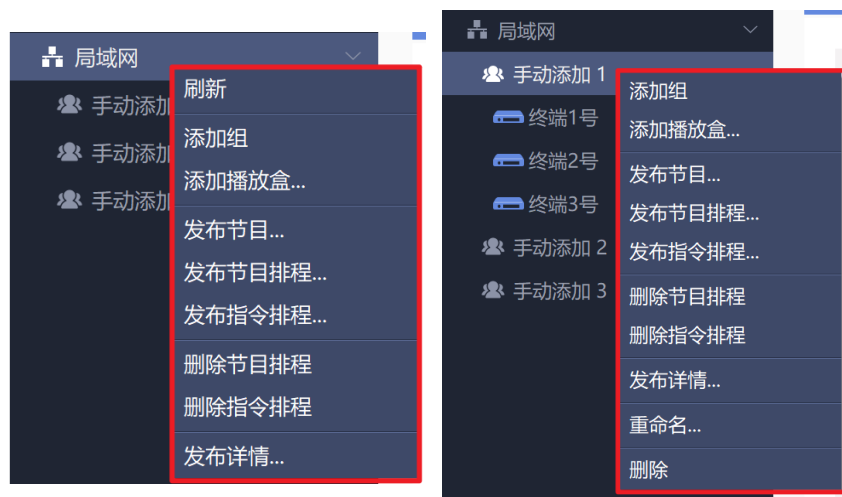 局域网
刷新
手动添加
添加组
手动添加
添加播放盒...
手动添加
发布节目...
发布节目排程...
发布指令排程...
删除节目排程
删除指令排程
发布详情...
局域网
手动添加 1
添加组
终端1号
添加播放盒...
终端2号
发布节目...
终端3号
发布节目排程...
手动添加 2
发布指令排程...
手动添加 3
删除节目排程
删除指令排程
发布详情...
重命名...
删除